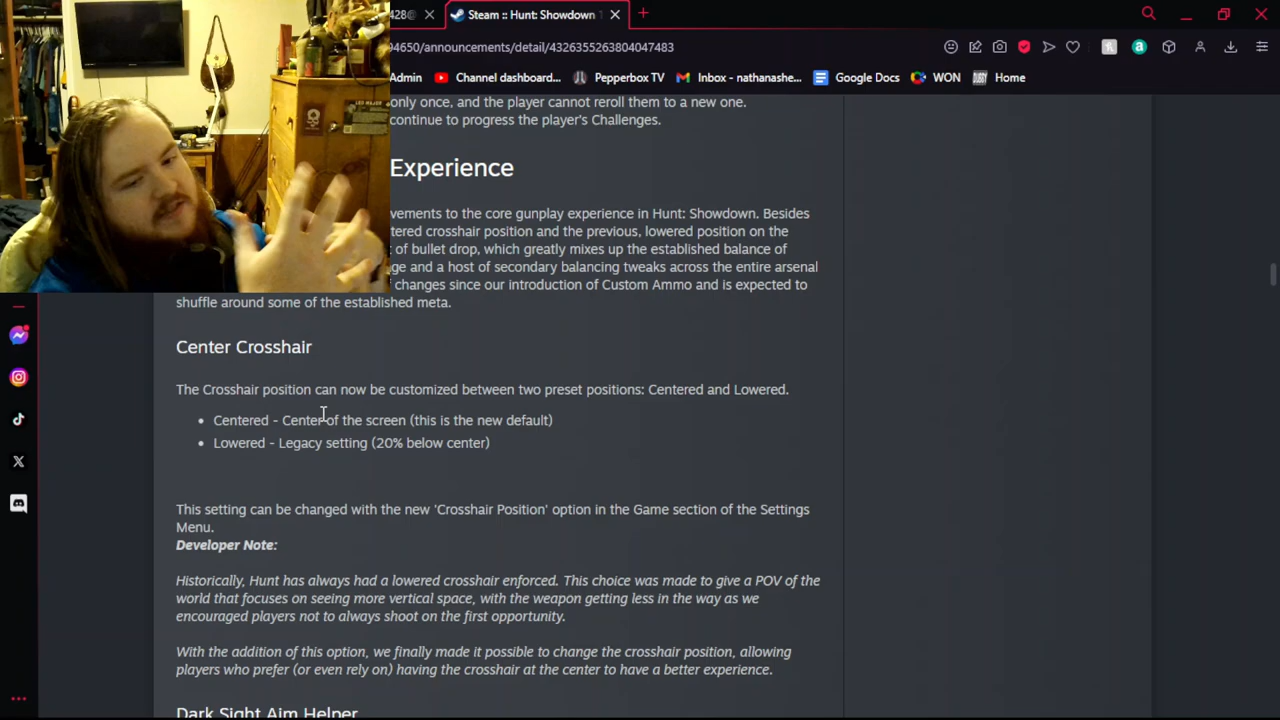 428@
Steam :: Hunt: Showdown 1
94650/announcements/detail/4326355263804047483
Admin
Channel dashboard...
Pepperbox TV
Inbox - nathanashe...
Google Docs
WON
Home
only once, and the player cannot reroll them to a new one.
continue to progress the player's Challenges.
Experience
vements to the core gunplay experience in Hunt: Showdown. Besides
tered crosshair position and the previous, lowered position on the
t of bullet drop, which greatly mixes up the established balance of
ge and a host of secondary balancing tweaks across the entire arsenal
f changes since our introduction of Custom Ammo and is expected to
shuffle around some of the established meta.
Center Crosshair
The Crosshair position can now be customized between two preset positions: Centered and Lowered.
• Centered - Center of the screen (this is the new default)
• Lowered - Legacy setting (20% below center)
This setting can be changed with the new 'Crosshair Position' option in the Game section of the Settings
Menu.
Developer Note:
Historically, Hunt has always had a lowered crosshair enforced. This choice was made to give a POV of the
world that focuses on seeing more vertical space, with the weapon getting less in the way as we
encouraged players not to always shoot on the first opportunity.
With the addition of this option, we finally made it possible to change the crosshair position, allowing
players who prefer (or even rely on) having the crosshair at the center to have a better experience.
Dark Sight Aim Helper